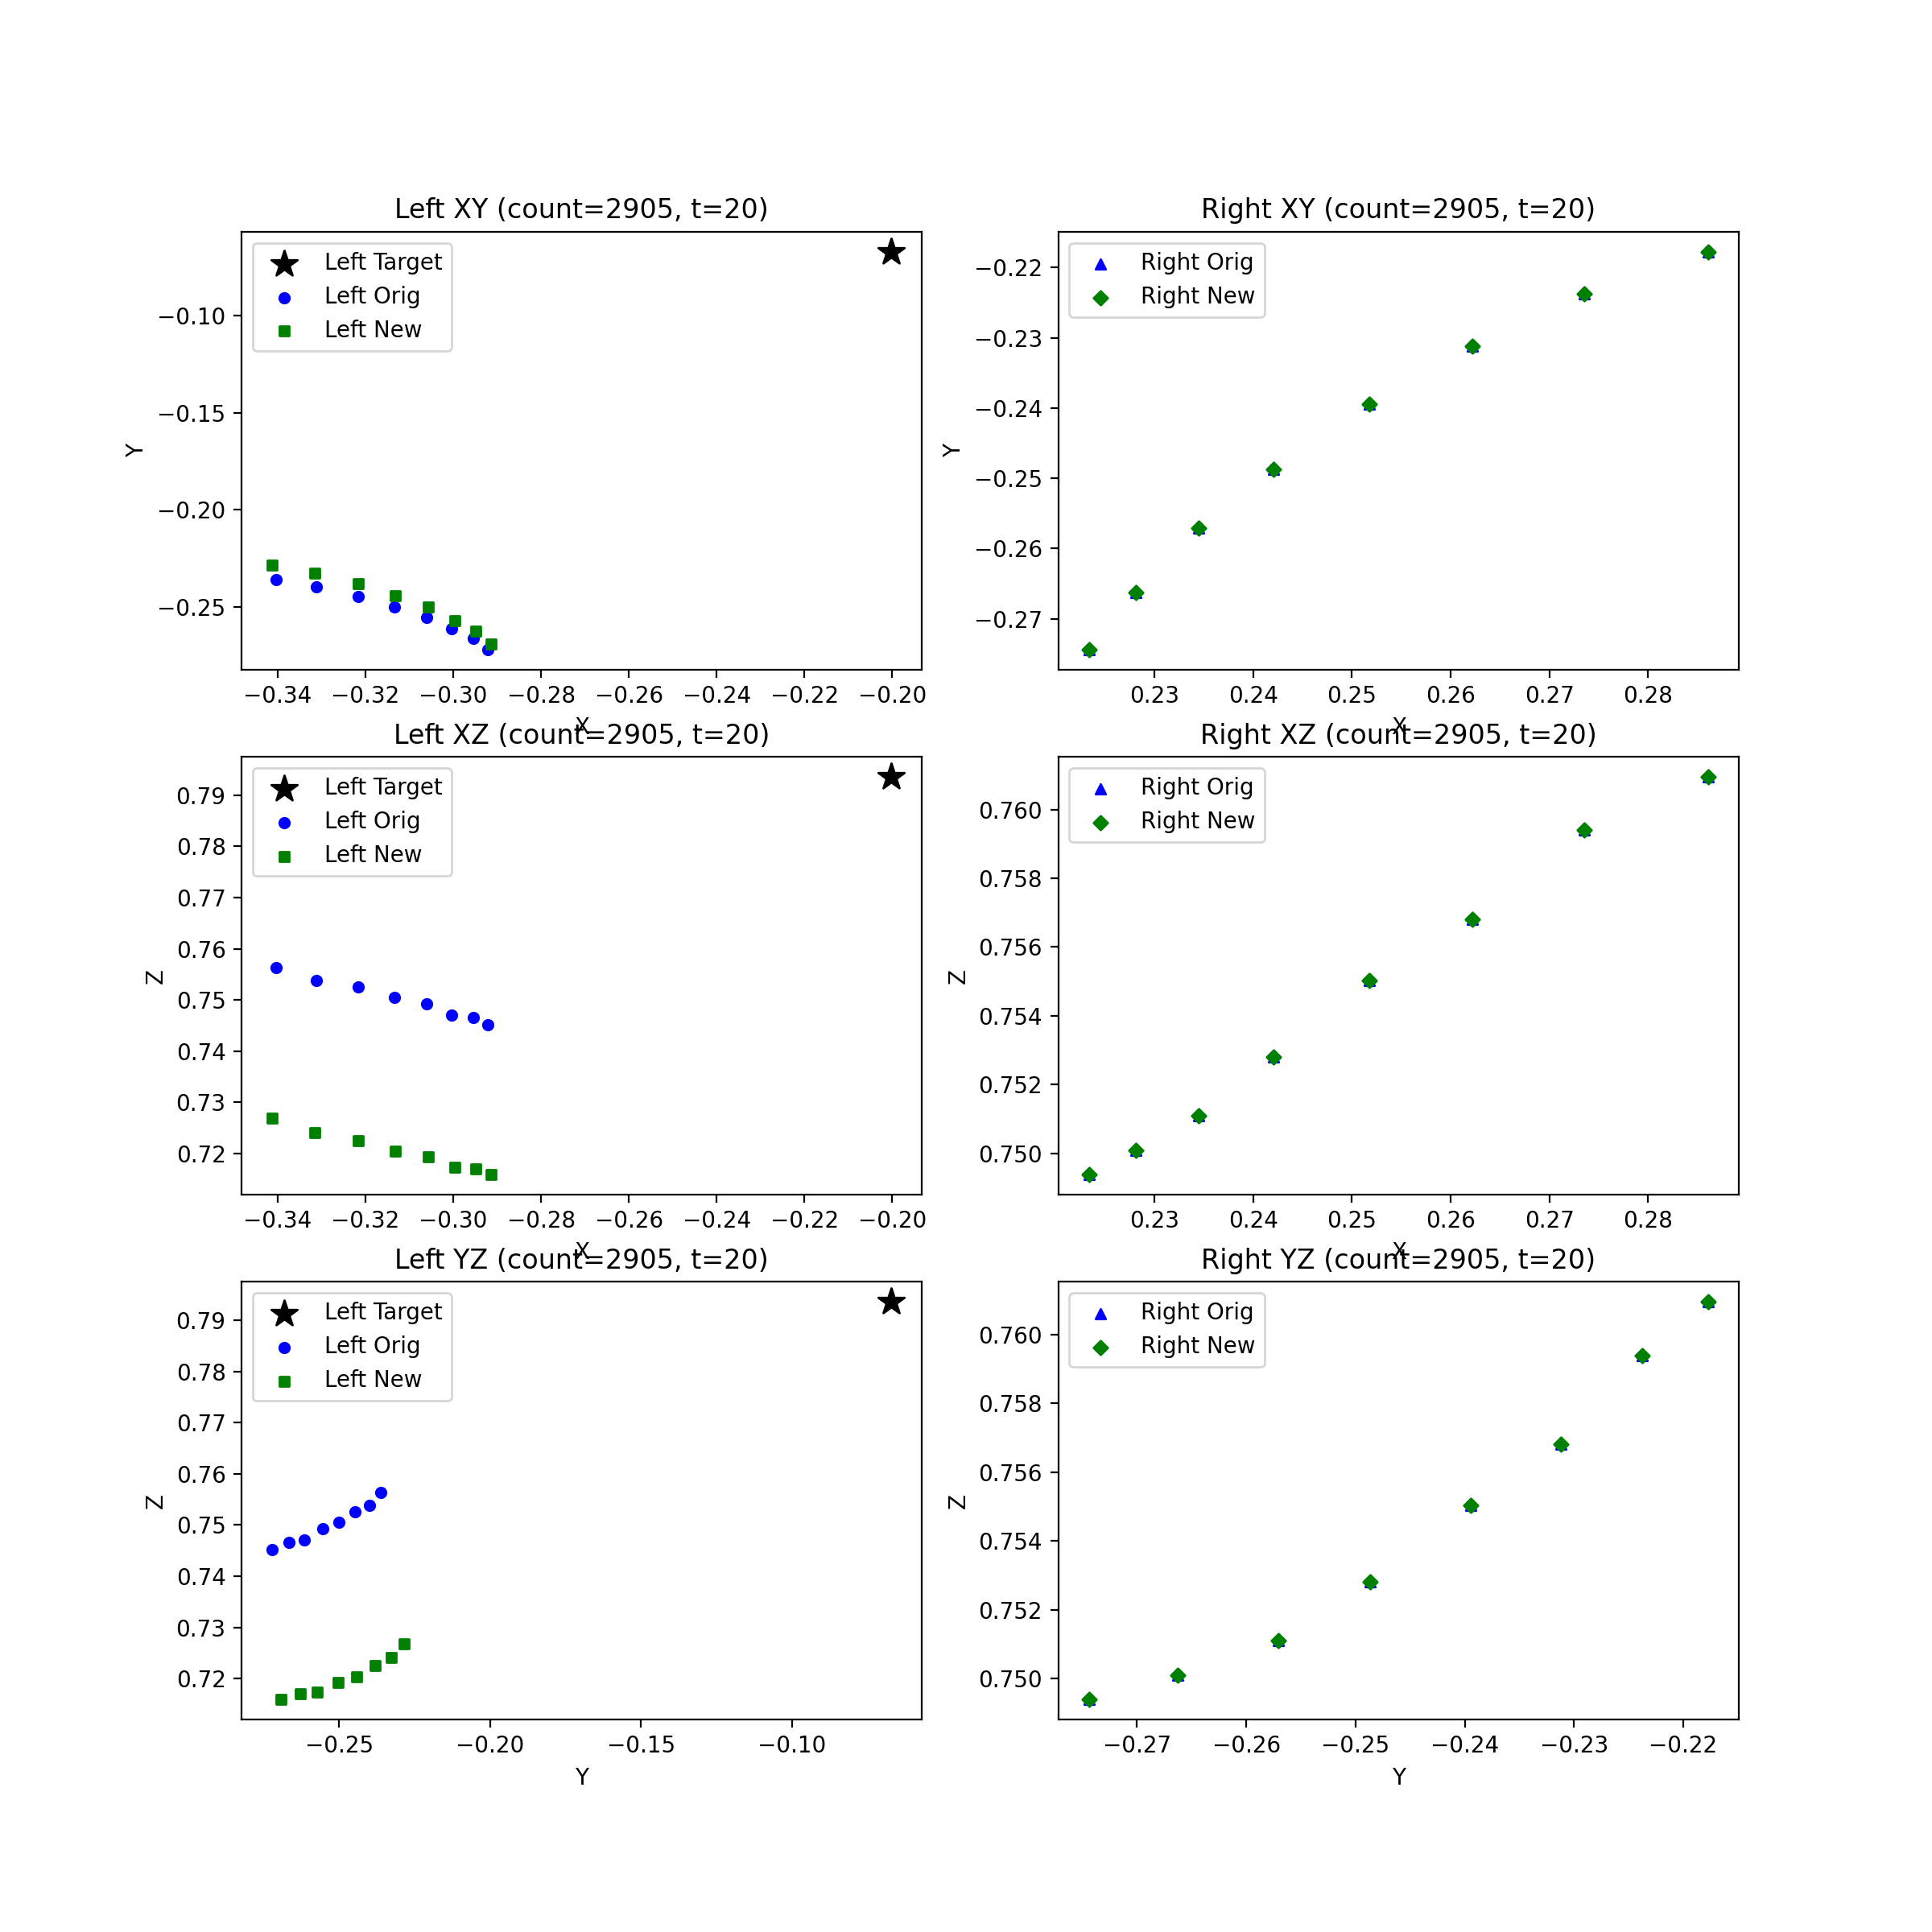 Left XY (count=2905, t=20)
Left Target
Left Orig
Left New
−0.10
−0.15
−0.20
−0.25
Y
−0.34 −0.32 −0.30 −0.28 −0.26 −0.24 −0.22 −0.20
X
Right XY (count=2905, t=20)
Right Orig
Right New
−0.22
−0.23
−0.24
−0.25
−0.26
−0.27
Y
0.23 0.24 0.25 0.26 0.27 0.28
X
Left XZ (count=2905, t=20)
Left Target
Left Orig
Left New
0.79
0.78
0.77
0.76
0.75
0.74
0.73
0.72
Z
−0.34 −0.32 −0.30 −0.28 −0.26 −0.24 −0.22 −0.20
X
Right XZ (count=2905, t=20)
Right Orig
Right New
0.760
0.758
0.756
0.754
0.752
0.750
Z
0.23 0.24 0.25 0.26 0.27 0.28
X
Left YZ (count=2905, t=20)
Left Target
Left Orig
Left New
0.79
0.78
0.77
0.76
0.75
0.74
0.73
0.72
Z
−0.25 −0.20 −0.15 −0.10
Y
Right YZ (count=2905, t=20)
Right Orig
Right New
0.760
0.758
0.756
0.754
0.752
0.750
Z
−0.27 −0.26 −0.25 −0.24 −0.23 −0.22
Y